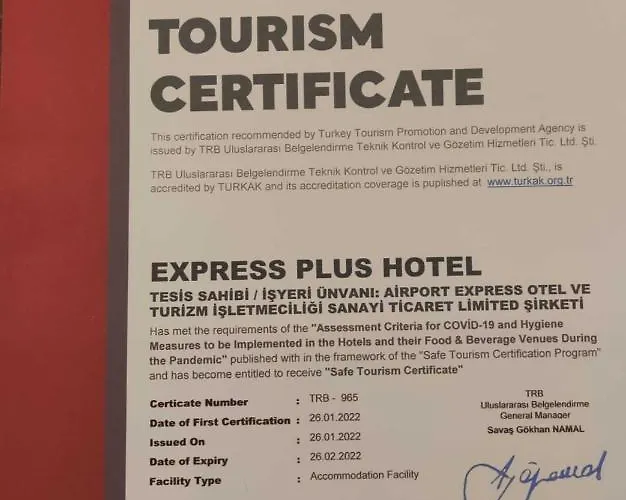 TOURISM
CERTIFICATE
This certification recommended by Turkey Tourism Promotion and Development Agency is
issued by TRB Uluslararası Belgelendirme Teknik Kontrol ve Gözetim Hizmetleri Tic. Ltd. Şti.
TRB Uluslararası Belgelendirme Teknik Kontrol ve Gözetim Hizmetleri Tic. Ltd. Şti., is
accredited by TURKAK and its accreditation coverage is puplished at www.turkak.org.tr
EXPRESS PLUS HOTEL
TESİS SAHİBİ / İŞYERİ ÜNVANI: AIRPORT EXPRESS OTEL VE
TURİZM İŞLETMECİLİĞİ SANAYİ TİCARET LIMITED ŞİRKETİ
Has met the requirements of the "Assessment Criteria for COVİD-19 and Hygiene
Measures to be Implemented in the Hotels and their Food & Beverage Venues During
the Pandemic" published with in the framework of the "Safe Tourism Certification Program"
and has become entitled to receive "Safe Tourism Certificate"
Certicate Number : TRB - 965
Date of First Certification : 26.01.2022
Issued On : 26.01.2022
Date of Expiry : 26.02.2022
Facility Type : Accommodation Facility
TRB
Uluslararası Belgelendirme
General Manager
Savaş Gökhan NAMAL